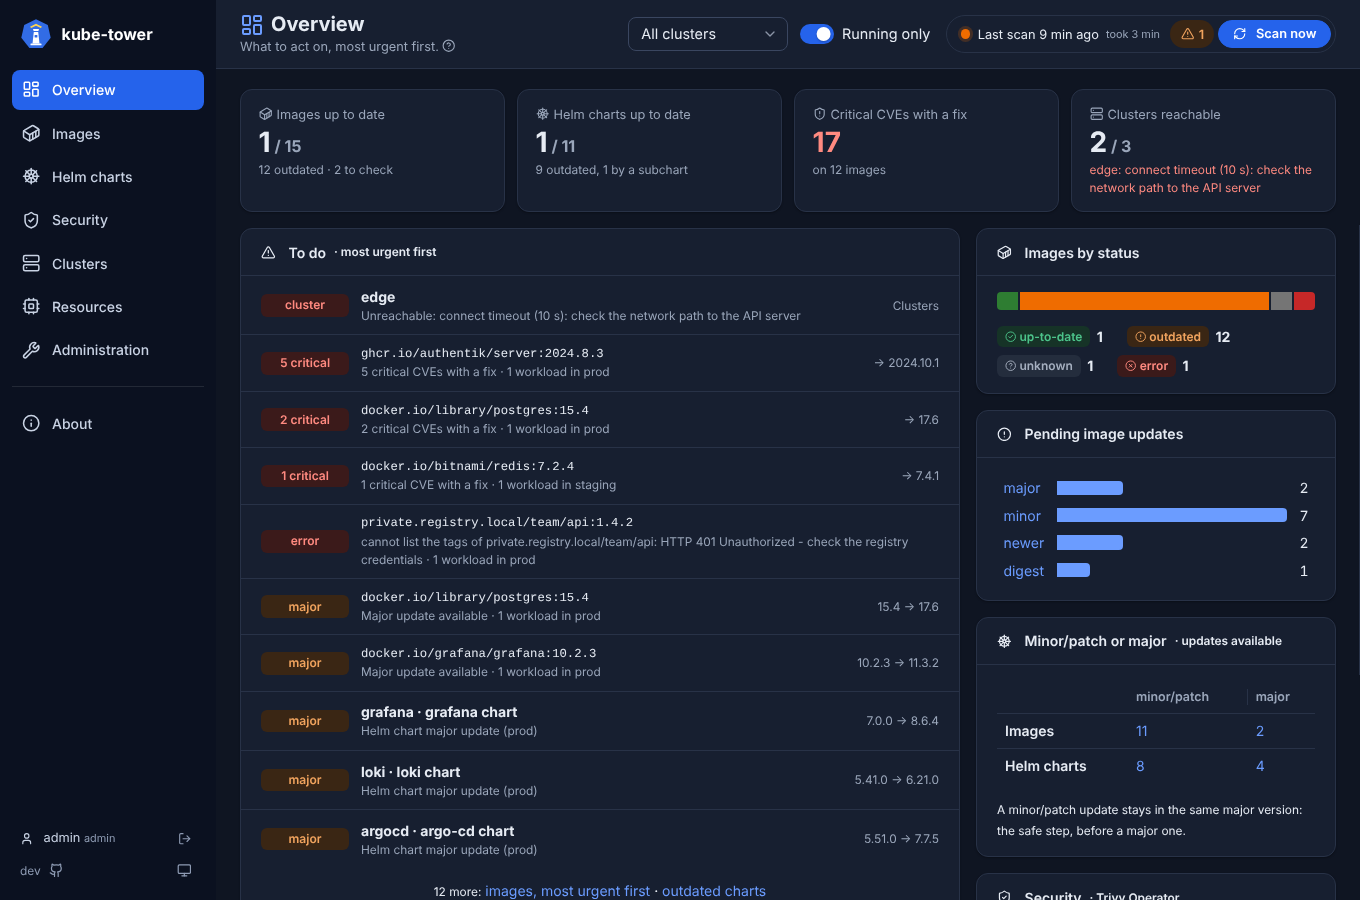 kube-tower
Overview
Images
Helm charts
Security
Clusters
Resources
Administration
About
admin admin
dev
Overview
What to act on, most urgent first.
All clusters
Running only
Last scan 9 min ago took 3 min
1
Scan now
Images up to date
1 / 15
12 outdated · 2 to check
Helm charts up to date
1 / 11
9 outdated, 1 by a subchart
Critical CVEs with a fix
17
on 12 images
Clusters reachable
2 / 3
edge: connect timeout (10 s): check the
network path to the API server
To do · most urgent first
cluster
edge
Unreachable: connect timeout (10 s): check the network path to the API server
Clusters
5 critical
ghcr.io/authentik/server:2024.8.3
5 critical CVEs with a fix · 1 workload in prod
→ 2024.10.1
2 critical
docker.io/library/postgres:15.4
2 critical CVEs with a fix · 1 workload in prod
→ 17.6
1 critical
docker.io/bitnami/redis:7.2.4
1 critical CVE with a fix · 1 workload in staging
→ 7.4.1
error
private.registry.local/team/api:1.4.2
cannot list the tags of private.registry.local/team/api: HTTP 401 Unauthorized - check the registry
credentials · 1 workload in prod
major
docker.io/library/postgres:15.4
Major update available · 1 workload in prod
15.4 → 17.6
major
docker.io/grafana/grafana:10.2.3
Major update available · 1 workload in prod
10.2.3 → 11.3.2
major
grafana · grafana chart
Helm chart major update (prod)
7.0.0 → 8.6.4
major
loki · loki chart
Helm chart major update (prod)
5.41.0 → 6.21.0
major
argocd · argo-cd chart
Helm chart major update (prod)
5.51.0 → 7.7.5
12 more: images, most urgent first · outdated charts
Images by status
up-to-date 1
outdated 12
unknown 1
error 1
Pending image updates
major 2
minor 7
newer 2
digest 1
Minor/patch or major · updates available
minor/patch major
Images 11 2
Helm charts 8 4
A minor/patch update stays in the same major version:
the safe step, before a major one.
Security · Trivy Operator